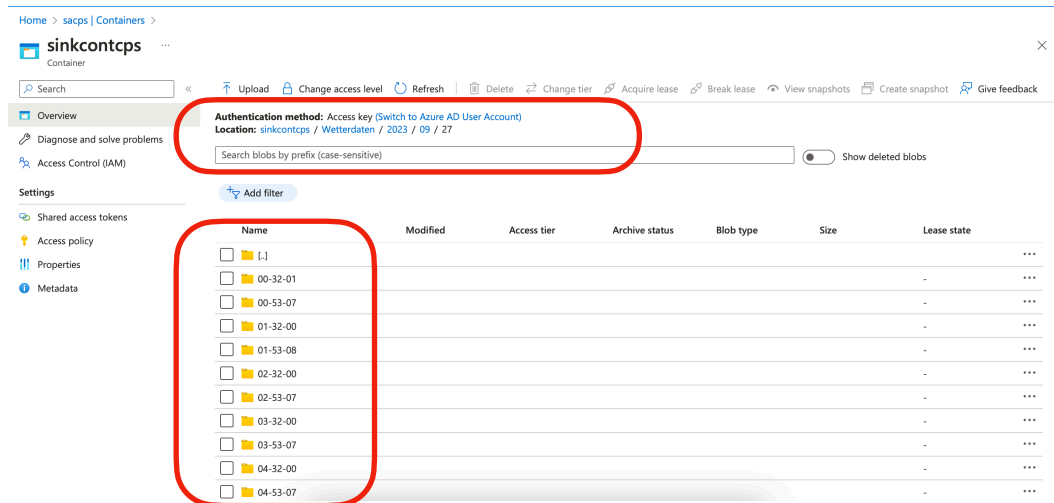 Home > sacps | Containers >
sinkcontcps ...
Container
Search
«
Upload Change access level Refresh Delete Change tier Acquire lease Break lease View snapshots Create snapshot Give feedback
Overview
Diagnose and solve problems
Access Control (IAM)
Settings
Shared access tokens
Access policy
Properties
Metadata
Authentication method: Access key (Switch to Azure AD User Account)
Location: sinkcontcps / Wetterdaten / 2023 / 09 / 27
Search blobs by prefix (case-sensitive)
Show deleted blobs
Add filter
Name Modified Access tier Archive status Blob type Size Lease state
[..] ...
00-32-01 - ...
00-53-07 - ...
01-32-00 - ...
01-53-08 - ...
02-32-00 - ...
02-53-07 - ...
03-32-00 - ...
03-53-07 - ...
04-32-00 - ...
04-53-07 - ...